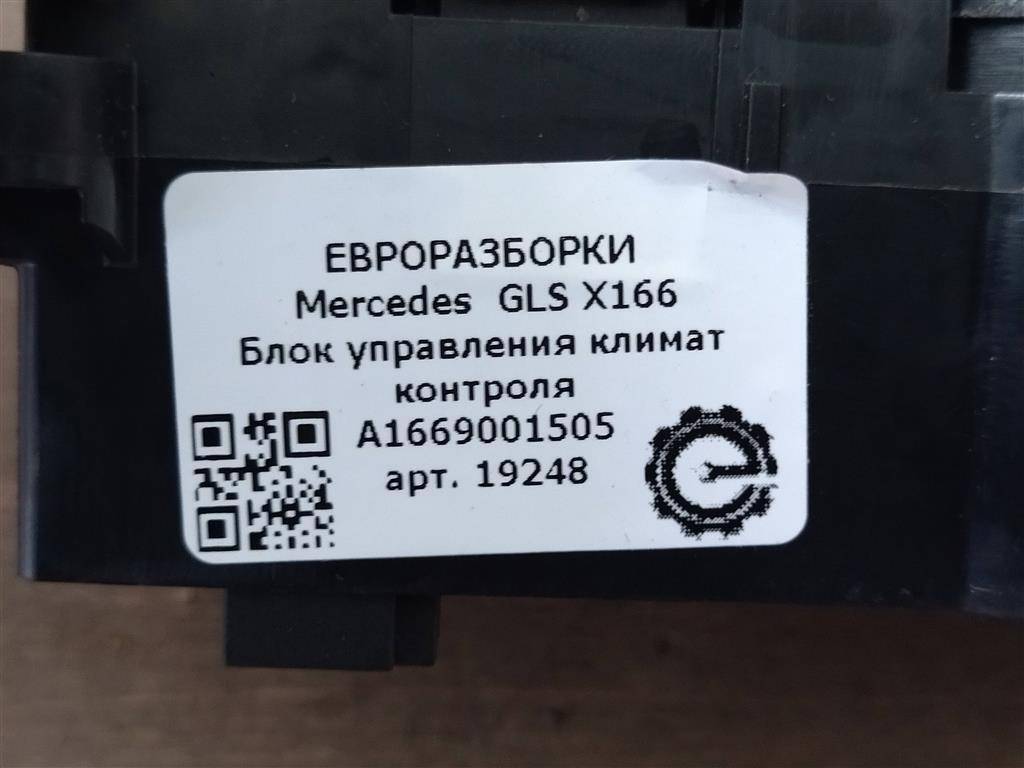 ЕВРОРАЗБОРКИ
Mercedes GLS X166
Блок управления климат
контроля
A1669001505
арт. 19248